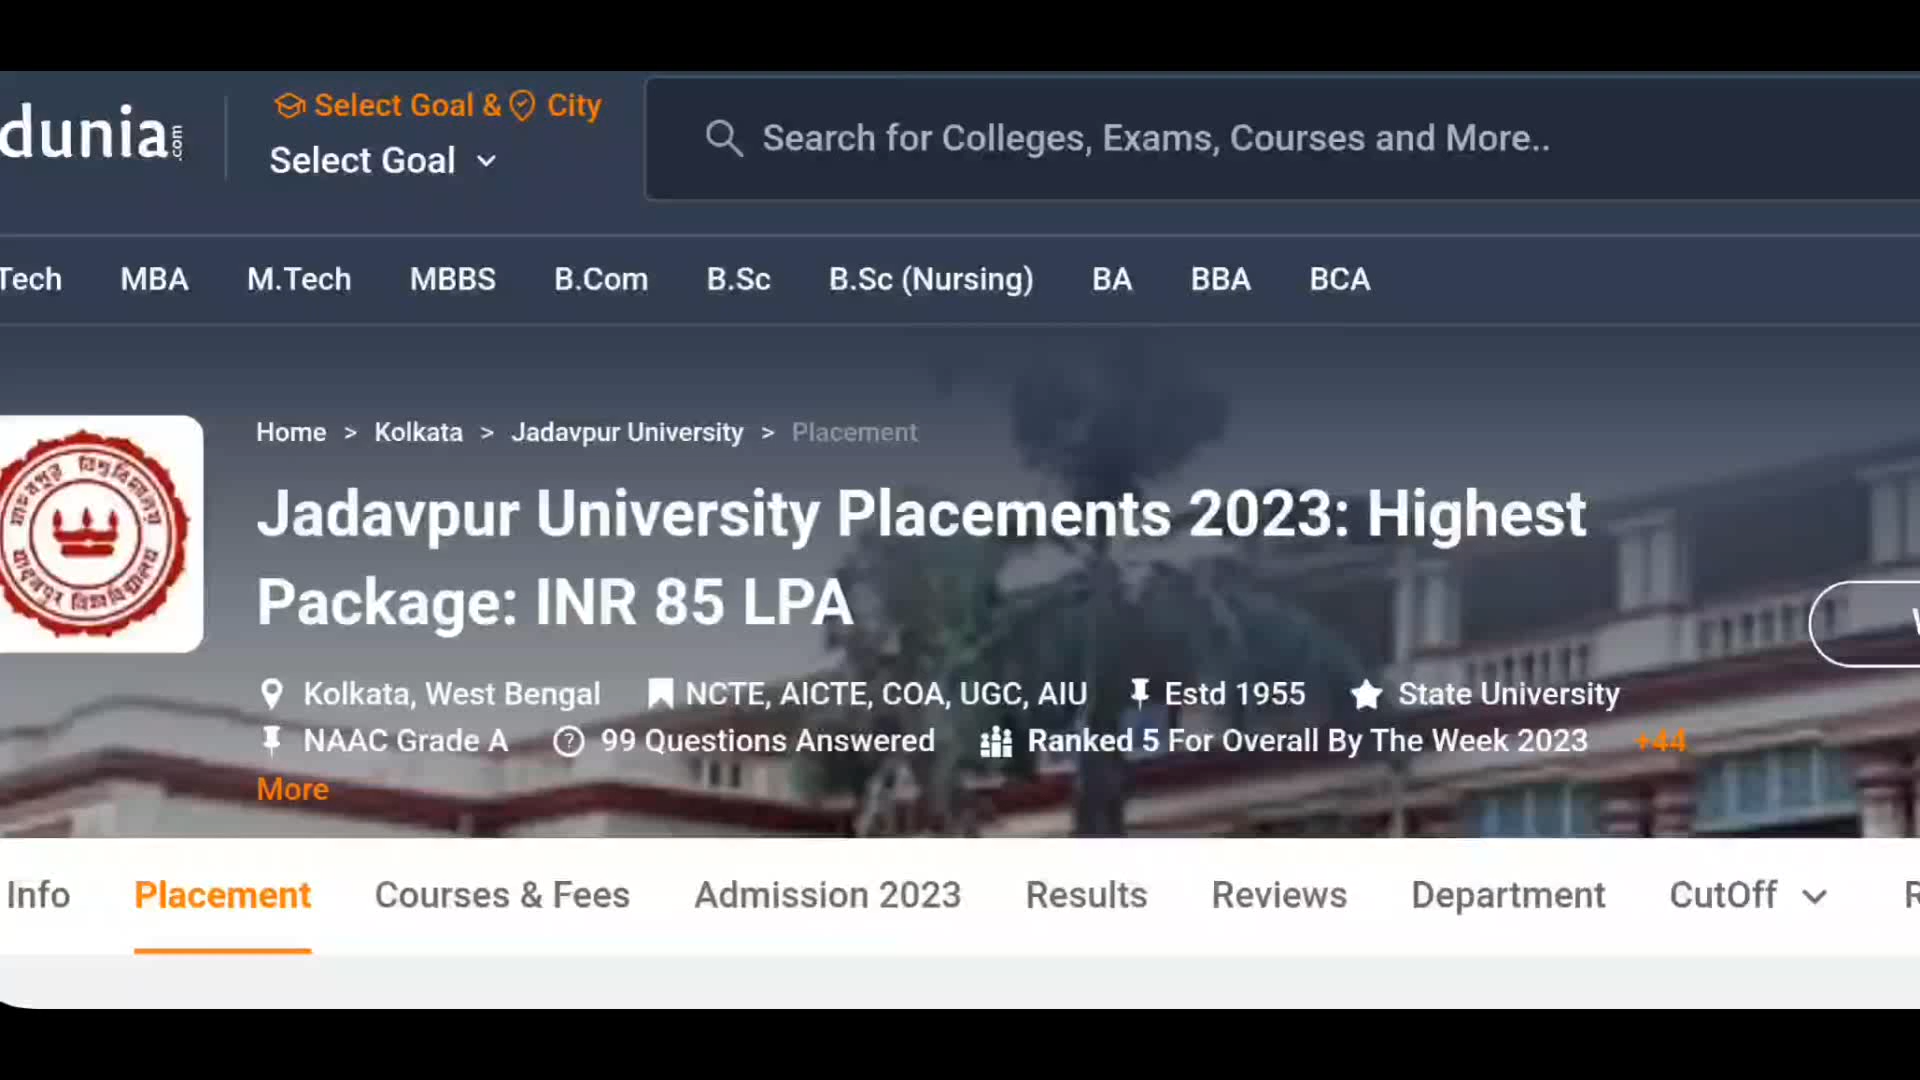 dunia.com
Select Goal & City
Select Goal
Search for Colleges, Exams, Courses and More..
Tech MBA M.Tech MBBS B.Com B.Sc B.Sc (Nursing) BA BBA BCA
Home > Kolkata > Jadavpur University > Placement
Jadavpur University Placements 2023: Highest
Package: INR 85 LPA
Kolkata, West Bengal NCTE, AICTE, COA, UGC, AIU Estd 1955 State University
NAAC Grade A 99 Questions Answered Ranked 5 For Overall By The Week 2023 +44
More
Info Placement Courses & Fees Admission 2023 Results Reviews Department CutOff